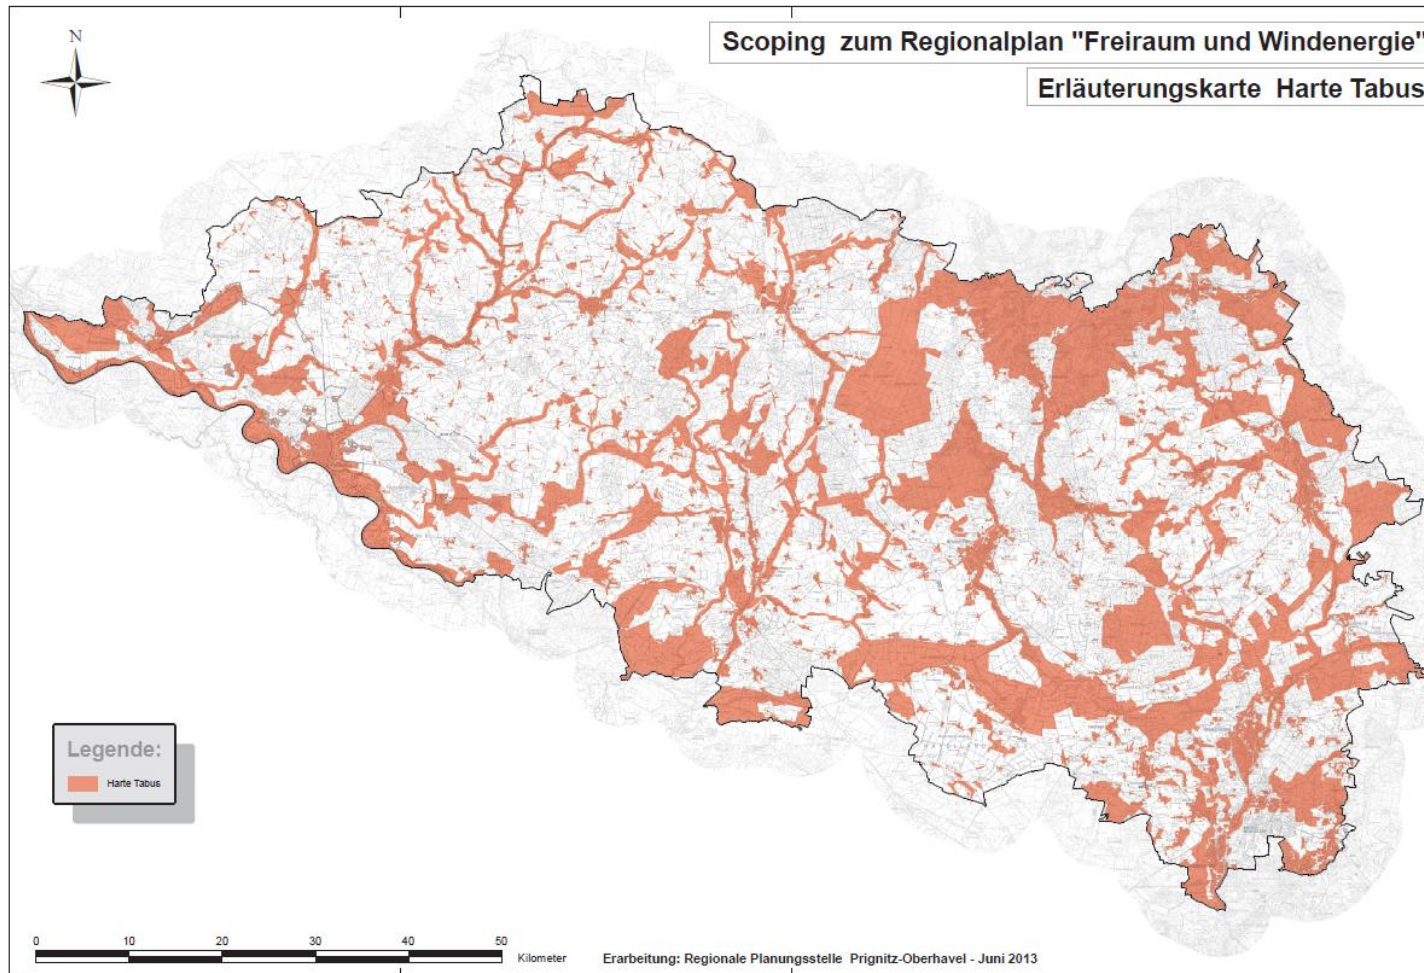 Scoping zum Regionalplan "Freiraum und Windenergie"
Erläuterungskarte Harte Tabus
N
Legende:
Harte Tabus
0 10 20 30 40 50
Kilometer
Erarbeitung: Regionale Planungsstelle Prignitz-Oberhavel - Juni 2013